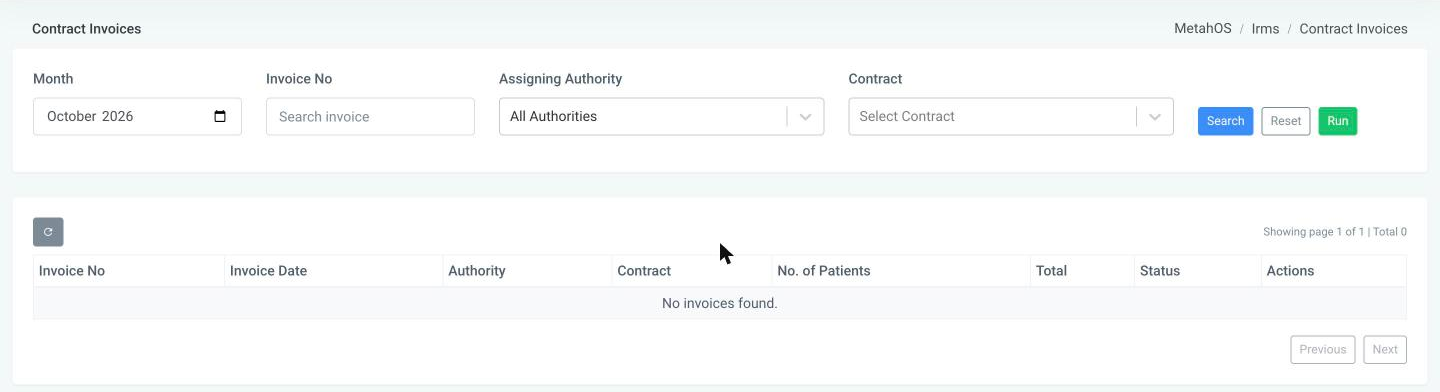 Contract Invoices MetahOS / Irms / Contract Invoices
Month Invoice No Assigning Authority Contract
October 2026 Search invoice All Authorities Select Contract Search Reset Run
Showing page 1 of 1 | Total 0
Invoice No Invoice Date Authority Contract No. of Patients Total Status Actions
No invoices found.
Previous Next